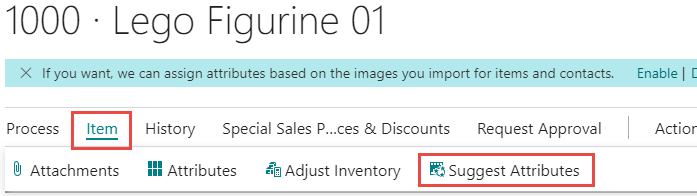 1000 · Lego Figurine 01
If you want, we can assign attributes based on the images you import for items and contacts. Enable |
Process Item History Special Sales P...ces & Discounts Request Approval Action
Attachments Attributes Adjust Inventory Suggest Attributes